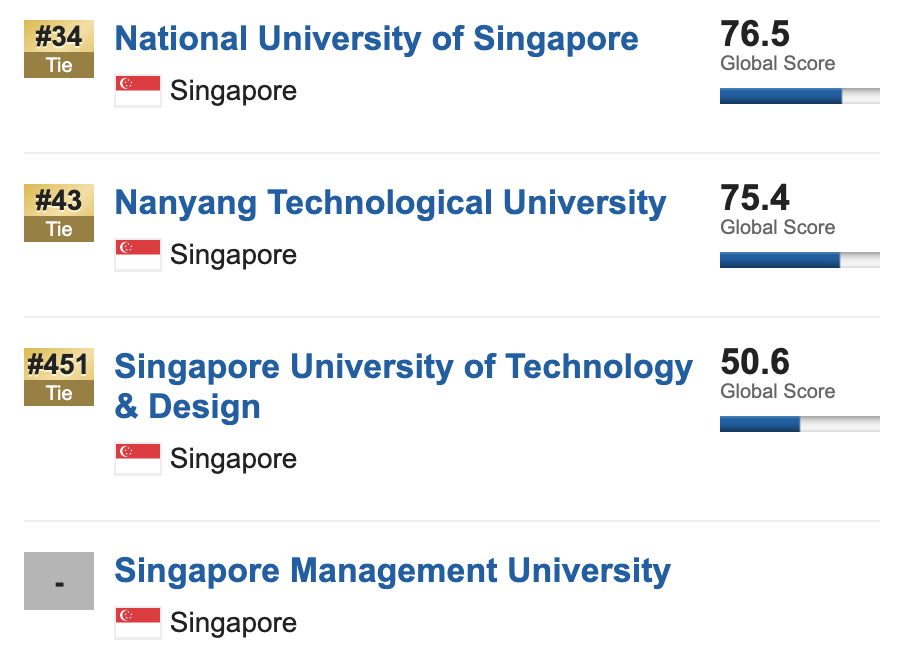 #34 National University of Singapore 76.5
Tie Global Score
Singapore
#43 Nanyang Technological University 75.4
Tie Global Score
Singapore
#451 Singapore University of Technology 50.6
Tie & Design Global Score
Singapore
- Singapore Management University
Singapore